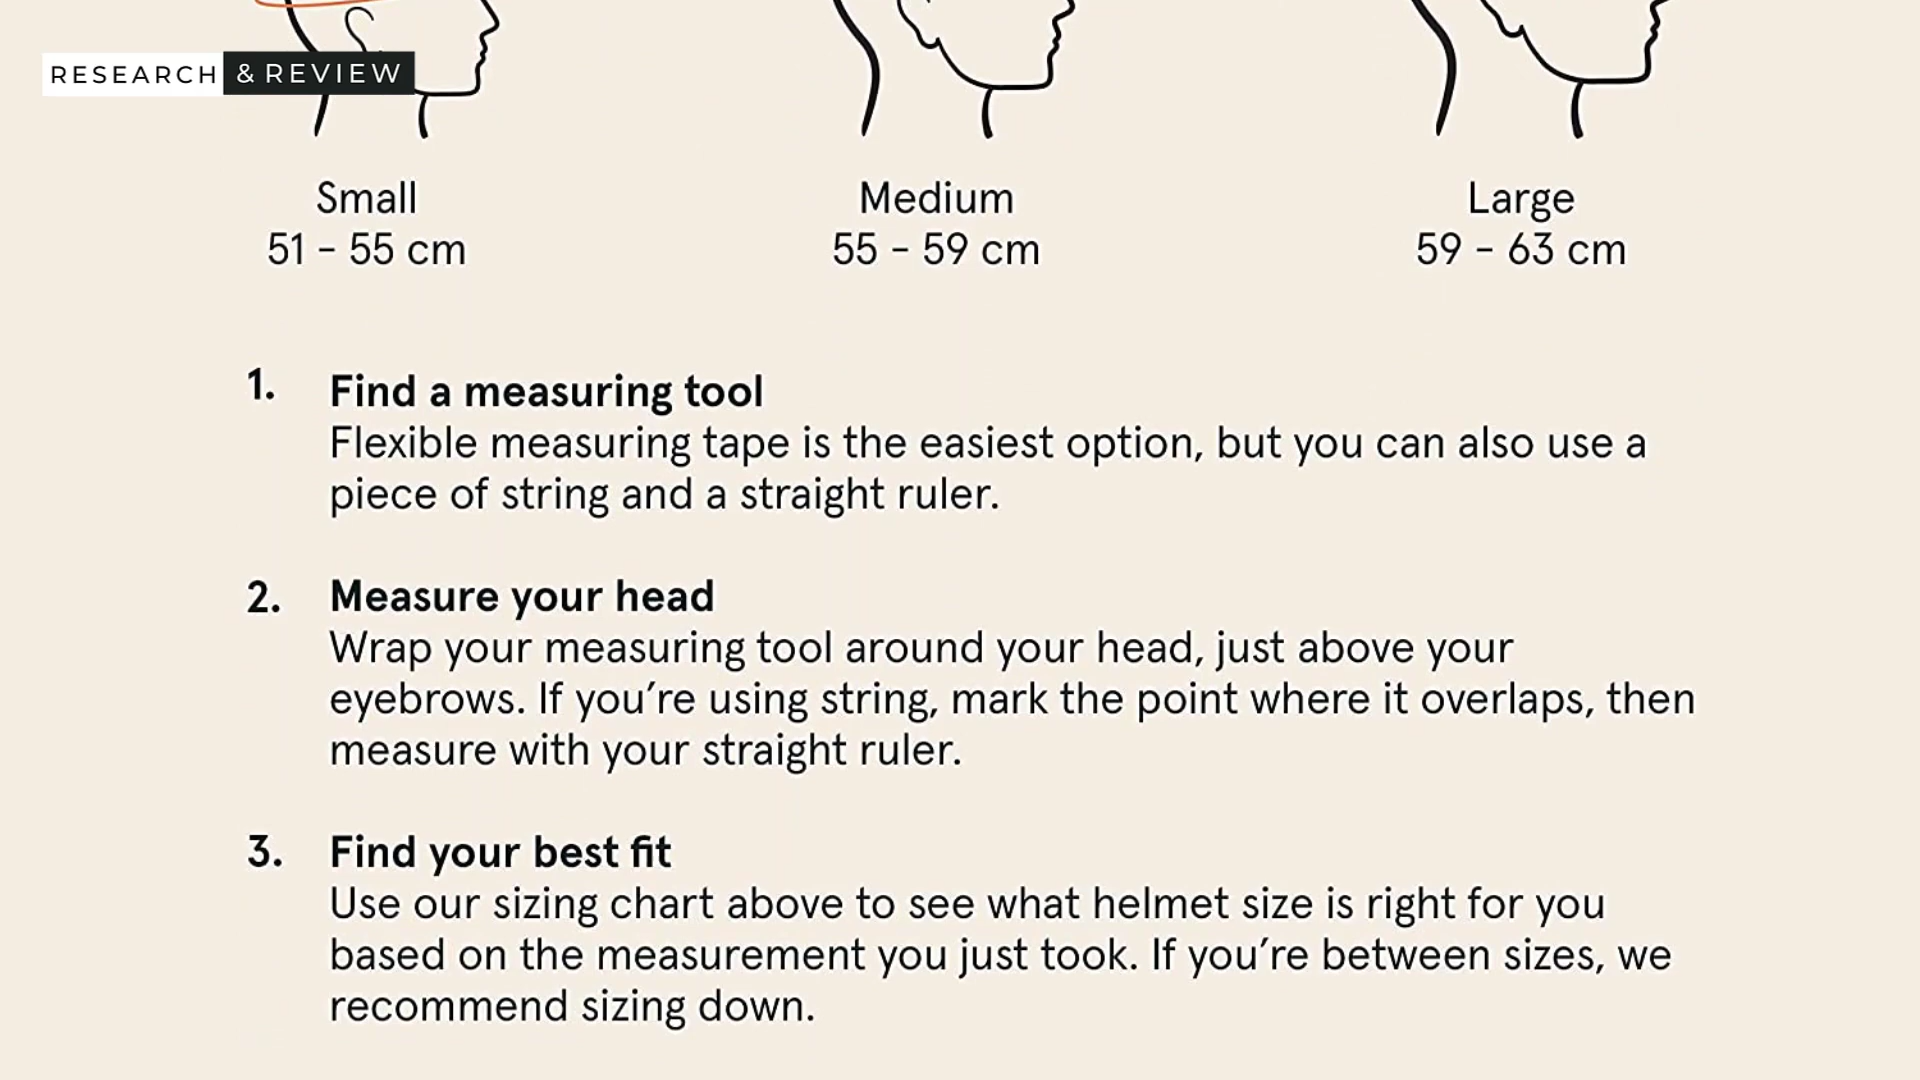 RESEARCH & REVIEW
Small
51 – 55 cm
Medium
55 – 59 cm
Large
59 – 63 cm
1. Find a measuring tool
Flexible measuring tape is the easiest option, but you can also use a
piece of string and a straight ruler.
2. Measure your head
Wrap your measuring tool around your head, just above your
eyebrows. If you’re using string, mark the point where it overlaps, then
measure with your straight ruler.
3. Find your best fit
Use our sizing chart above to see what helmet size is right for you
based on the measurement you just took. If you’re between sizes, we
recommend sizing down.